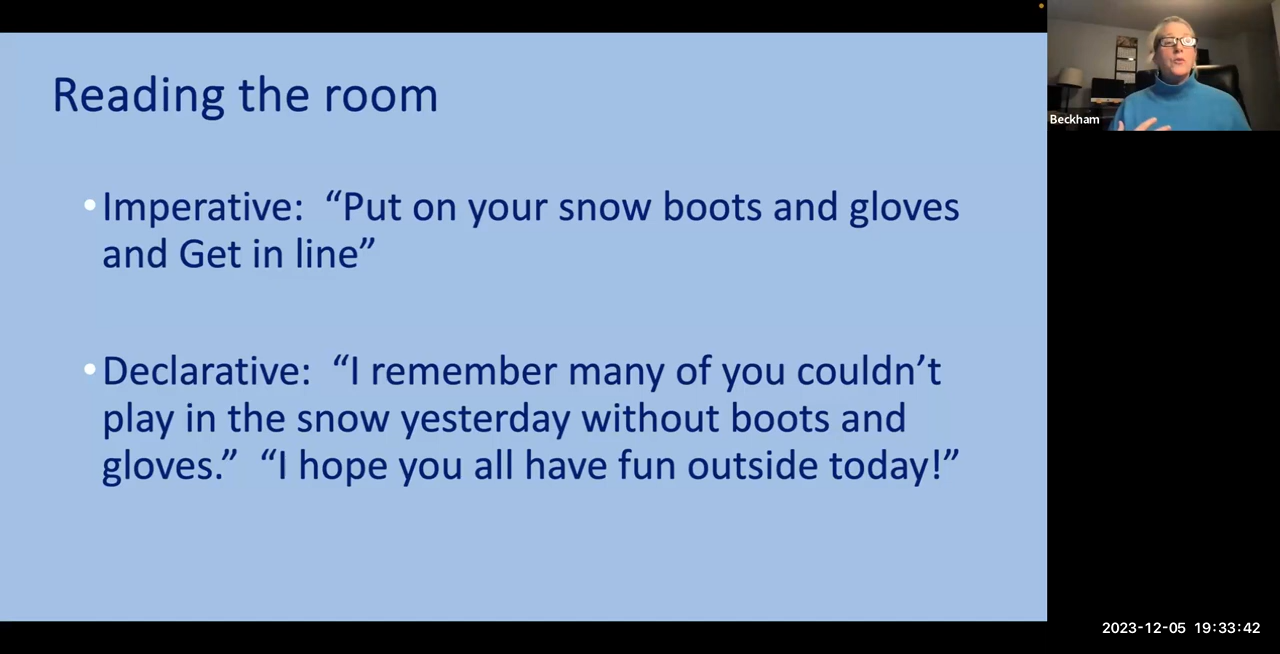 Reading the room
•Imperative:  “Put on your snow boots and gloves
and Get in line”
•Declarative:  “I remember many of you couldn’t
play in the snow yesterday without boots and
gloves.”  “I hope you all have fun outside today!”
Beckham
2023-12-05 19:33:42